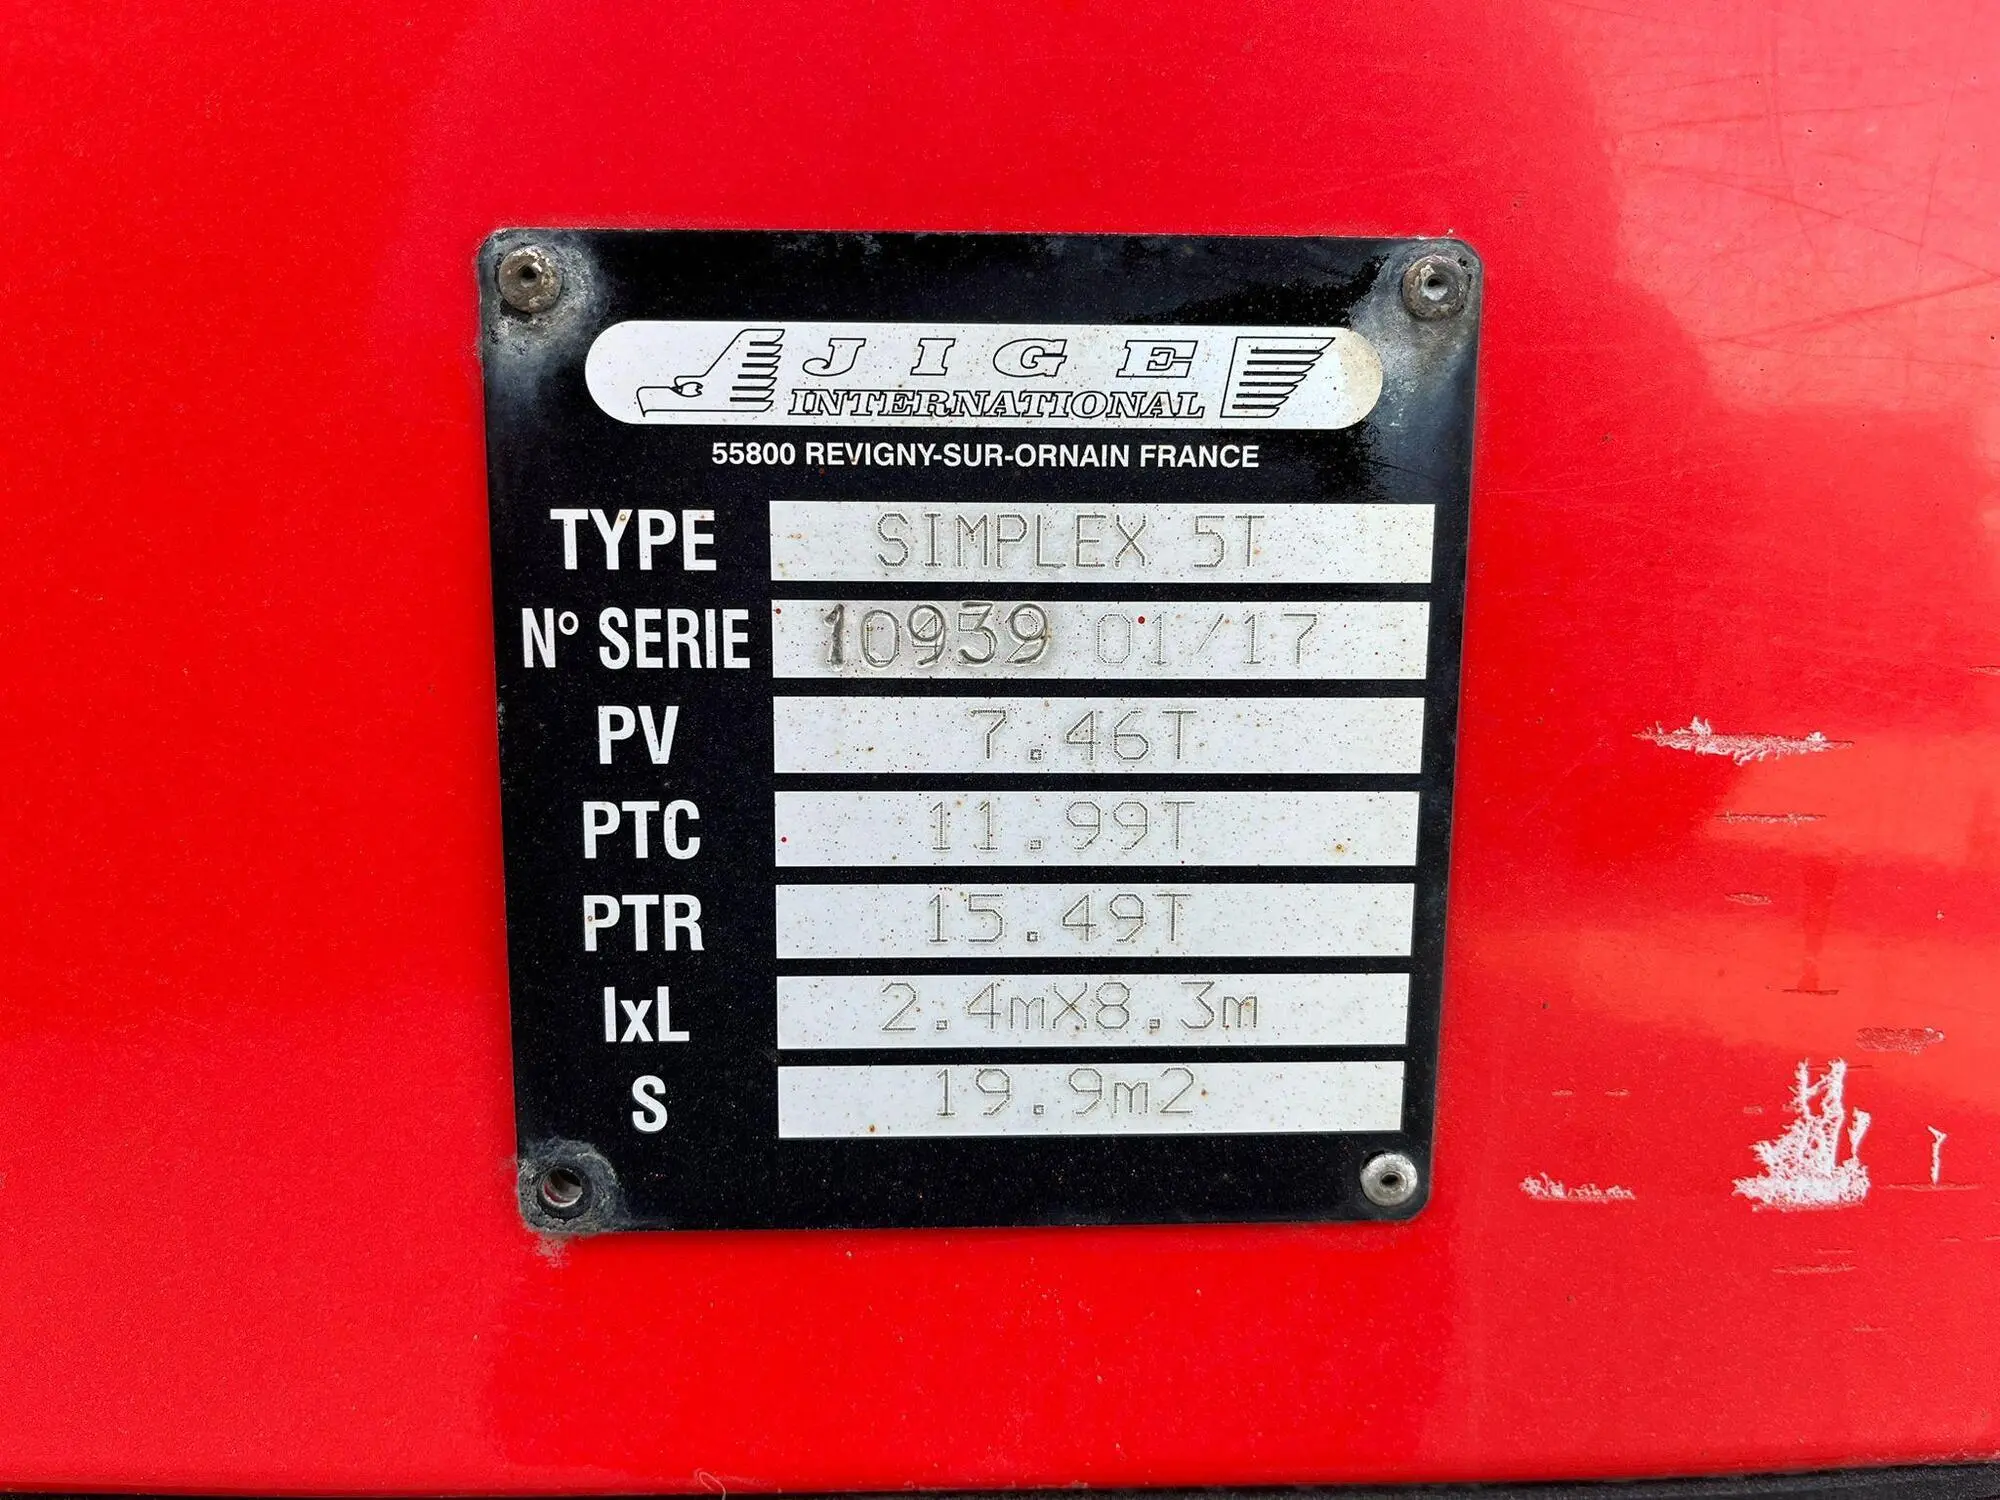 JIGE
INTERNATIONAL
55800 REVIGNY-SUR-ORNAIN FRANCE
TYPE SIMPLEX 5T
N° SERIE 10939 01/17
PV 7.46T
PTC 11.99T
PTR 15.49T
lxL 2.4mX8.3m
S 19.9m2